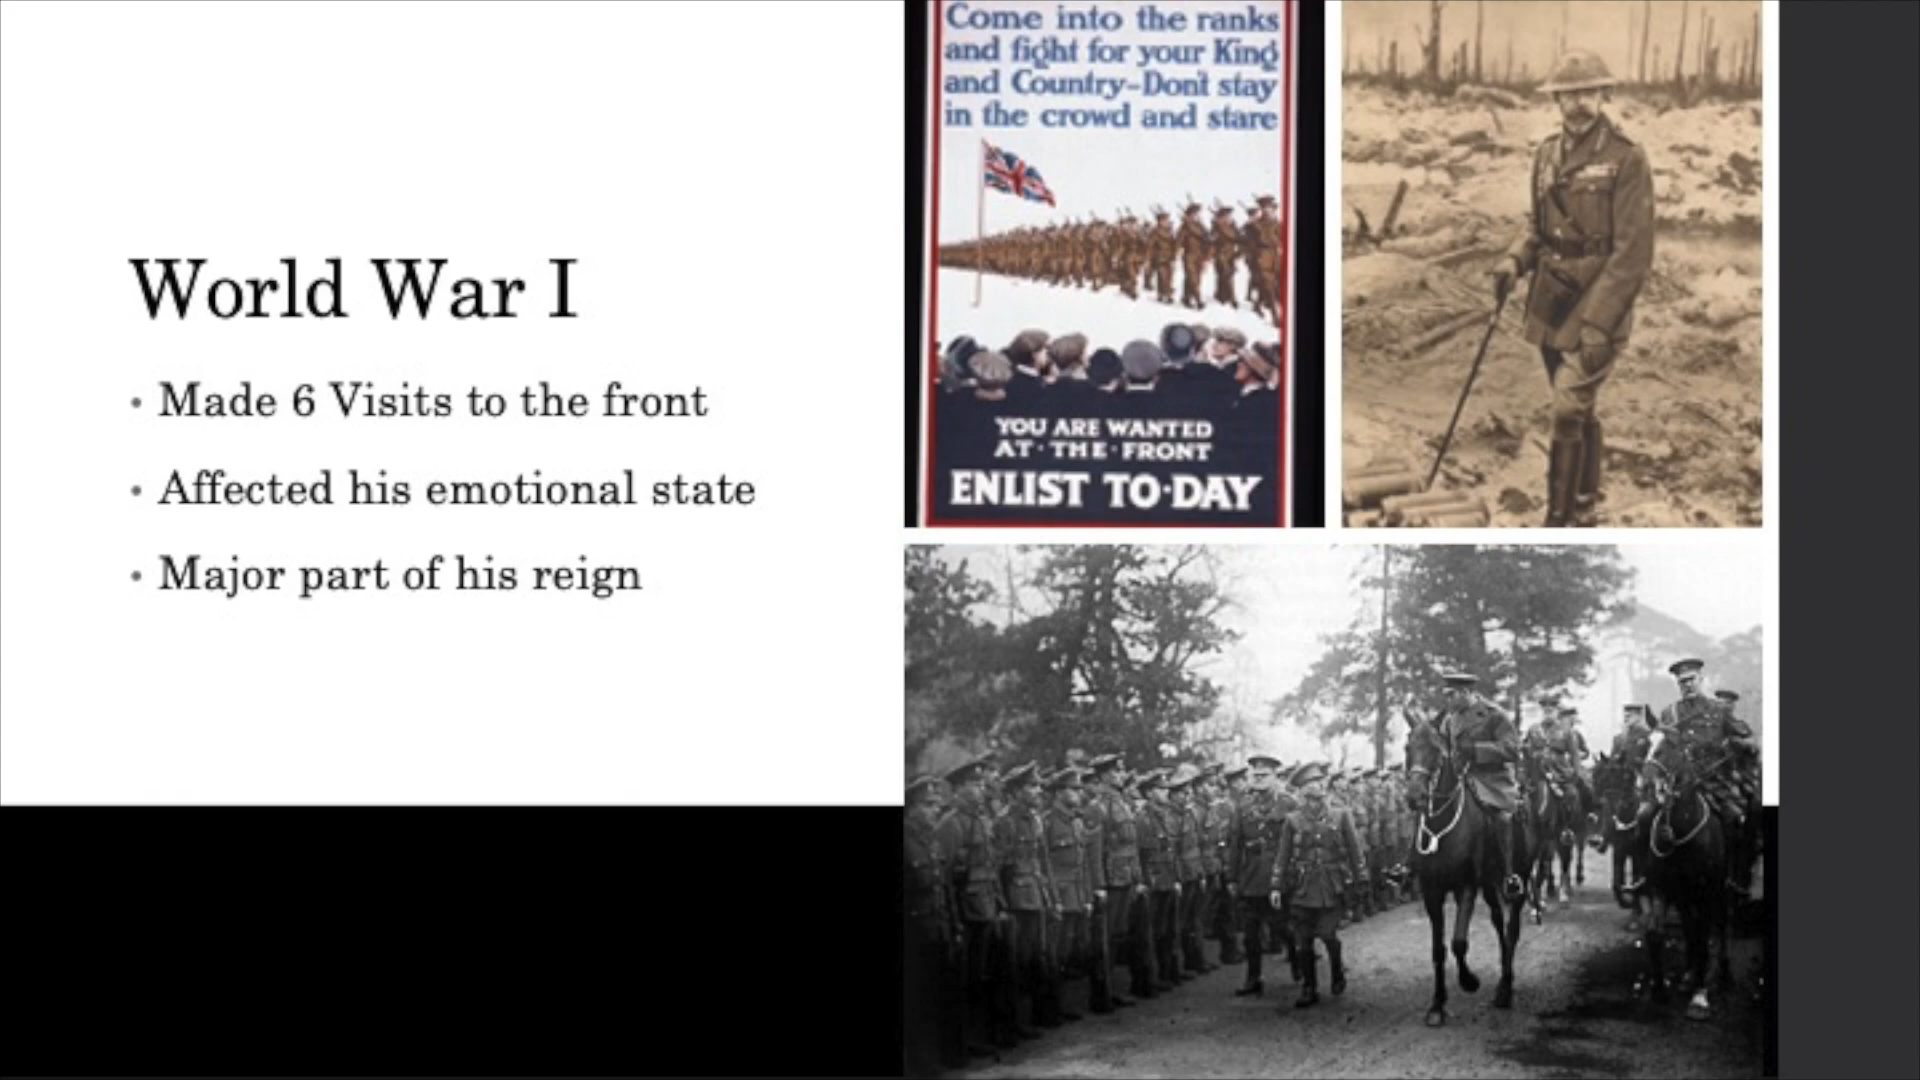 World War I
• Made 6 Visits to the front
• Affected his emotional state
• Major part of his reign
Come into the ranks
and fight for your King
and Country-Don't stay
in the crowd and stare
YOU ARE WANTED
AT·THE·FRONT
ENLIST TO·DAY